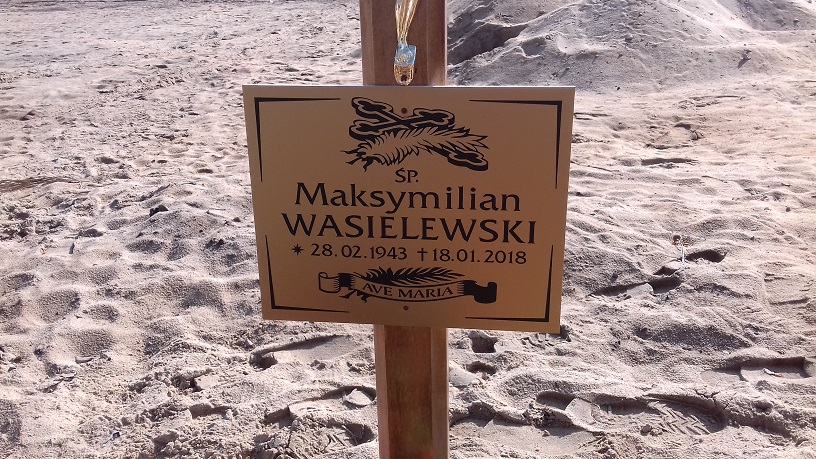 ŚP.
Maksymilian
WASIELEWSKI
* 28.02.1943 † 18.01.2018
AVE MARIA